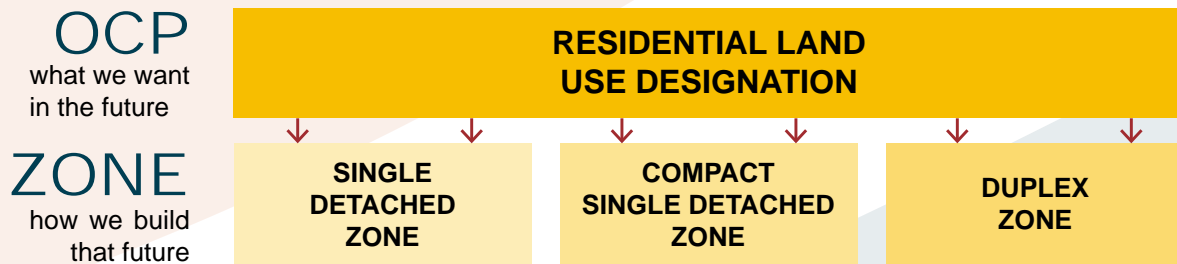 OCP
what we want
in the future
RESIDENTIAL LAND
USE DESIGNATION
ZONE
how we build
that future
SINGLE
DETACHED
ZONE
COMPACT
SINGLE DETACHED
ZONE
DUPLEX
ZONE